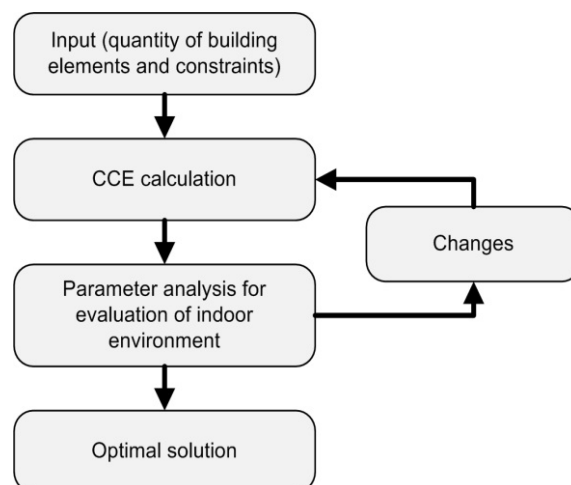 Input (quantity of building
elements and constraints)
CCE calculation
Changes
Parameter analysis for
evaluation of indoor
environment
Optimal solution